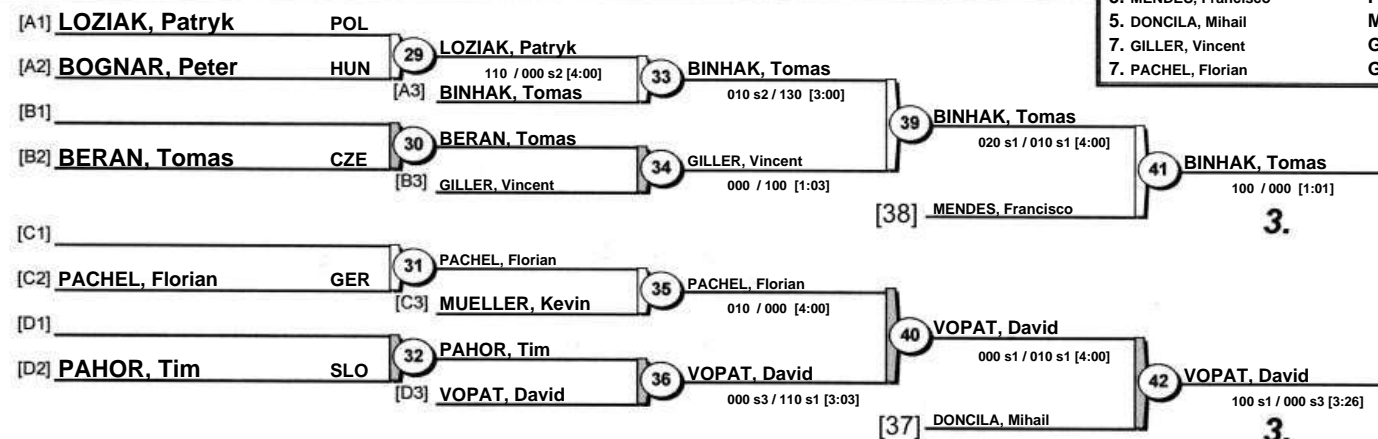 [A1] LOZIAK, Patryk POL
[A2] BOGNAR, Peter HUN
29 LOZIAK, Patryk
110 / 000 s2 [4:00]
[A3] BINHAK, Tomas
33 BINHAK, Tomas
010 s2 / 130 [3:00]
[B1]
[B2] BERAN, Tomas CZE
30 BERAN, Tomas
[B3] GILLER, Vincent
34 GILLER, Vincent
000 / 100 [1:03]
39 BINHAK, Tomas
020 s1 / 010 s1 [4:00]
[38] MENDES, Francisco
41 BINHAK, Tomas
100 / 000 [1:01]
3.
[C1]
[C2] PACHEL, Florian GER
31 PACHEL, Florian
[C3] MUELLER, Kevin
35 PACHEL, Florian
010 / 000 [4:00]
[D1]
[D2] PAHOR, Tim SLO
32 PAHOR, Tim
[D3] VOPAT, David
36 VOPAT, David
000 s3 / 110 s1 [3:03]
40 VOPAT, David
000 s1 / 010 s1 [4:00]
[37] DONCILA, Mihail
42 VOPAT, David
100 s1 / 000 s3 [3:26]
3.
MENDES, Francisco
5. DONCILA, Mihail M
7. GILLER, Vincent G
7. PACHEL, Florian G